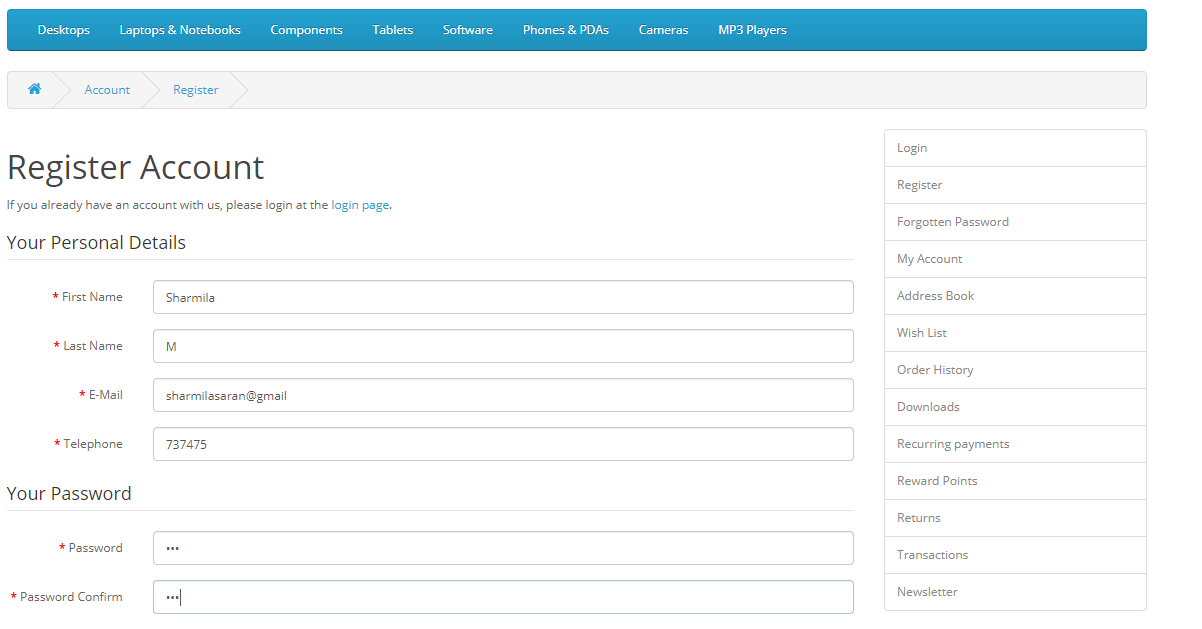 Desktops Laptops & Notebooks Components Tablets Software Phones & PDAs Cameras MP3 Players
Account Register
Register Account
If you already have an account with us, please login at the login page.
Your Personal Details
* First Name Sharmila
* Last Name M
* E-Mail sharmilasaran@gmail
* Telephone 737475
Your Password
* Password •••
* Password Confirm •••
Login
Register
Forgotten Password
My Account
Address Book
Wish List
Order History
Downloads
Recurring payments
Reward Points
Returns
Transactions
Newsletter